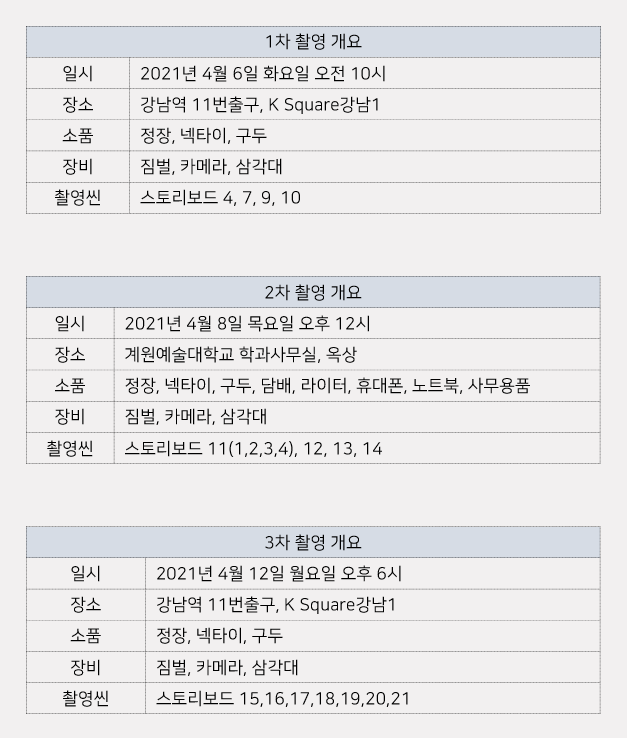 1차 촬영 개요
일시 2021년 4월 6일 화요일 오전 10시
장소 강남역 11번출구, K Square강남1
소품 정장, 넥타이, 구두
장비 짐벌, 카메라, 삼각대
촬영씬 스토리보드 4, 7, 9, 10
2차 촬영 개요
일시 2021년 4월 8일 목요일 오후 12시
장소 계원예술대학교 학과사무실, 옥상
소품 정장, 넥타이, 구두, 담배, 라이터, 휴대폰, 노트북, 사무용품
장비 짐벌, 카메라, 삼각대
촬영씬 스토리보드 11(1,2,3,4), 12, 13, 14
3차 촬영 개요
일시 2021년 4월 12일 월요일 오후 6시
장소 강남역 11번출구, K Square강남1
소품 정장, 넥타이, 구두
장비 짐벌, 카메라, 삼각대
촬영씬 스토리보드 15,16,17,18,19,20,21